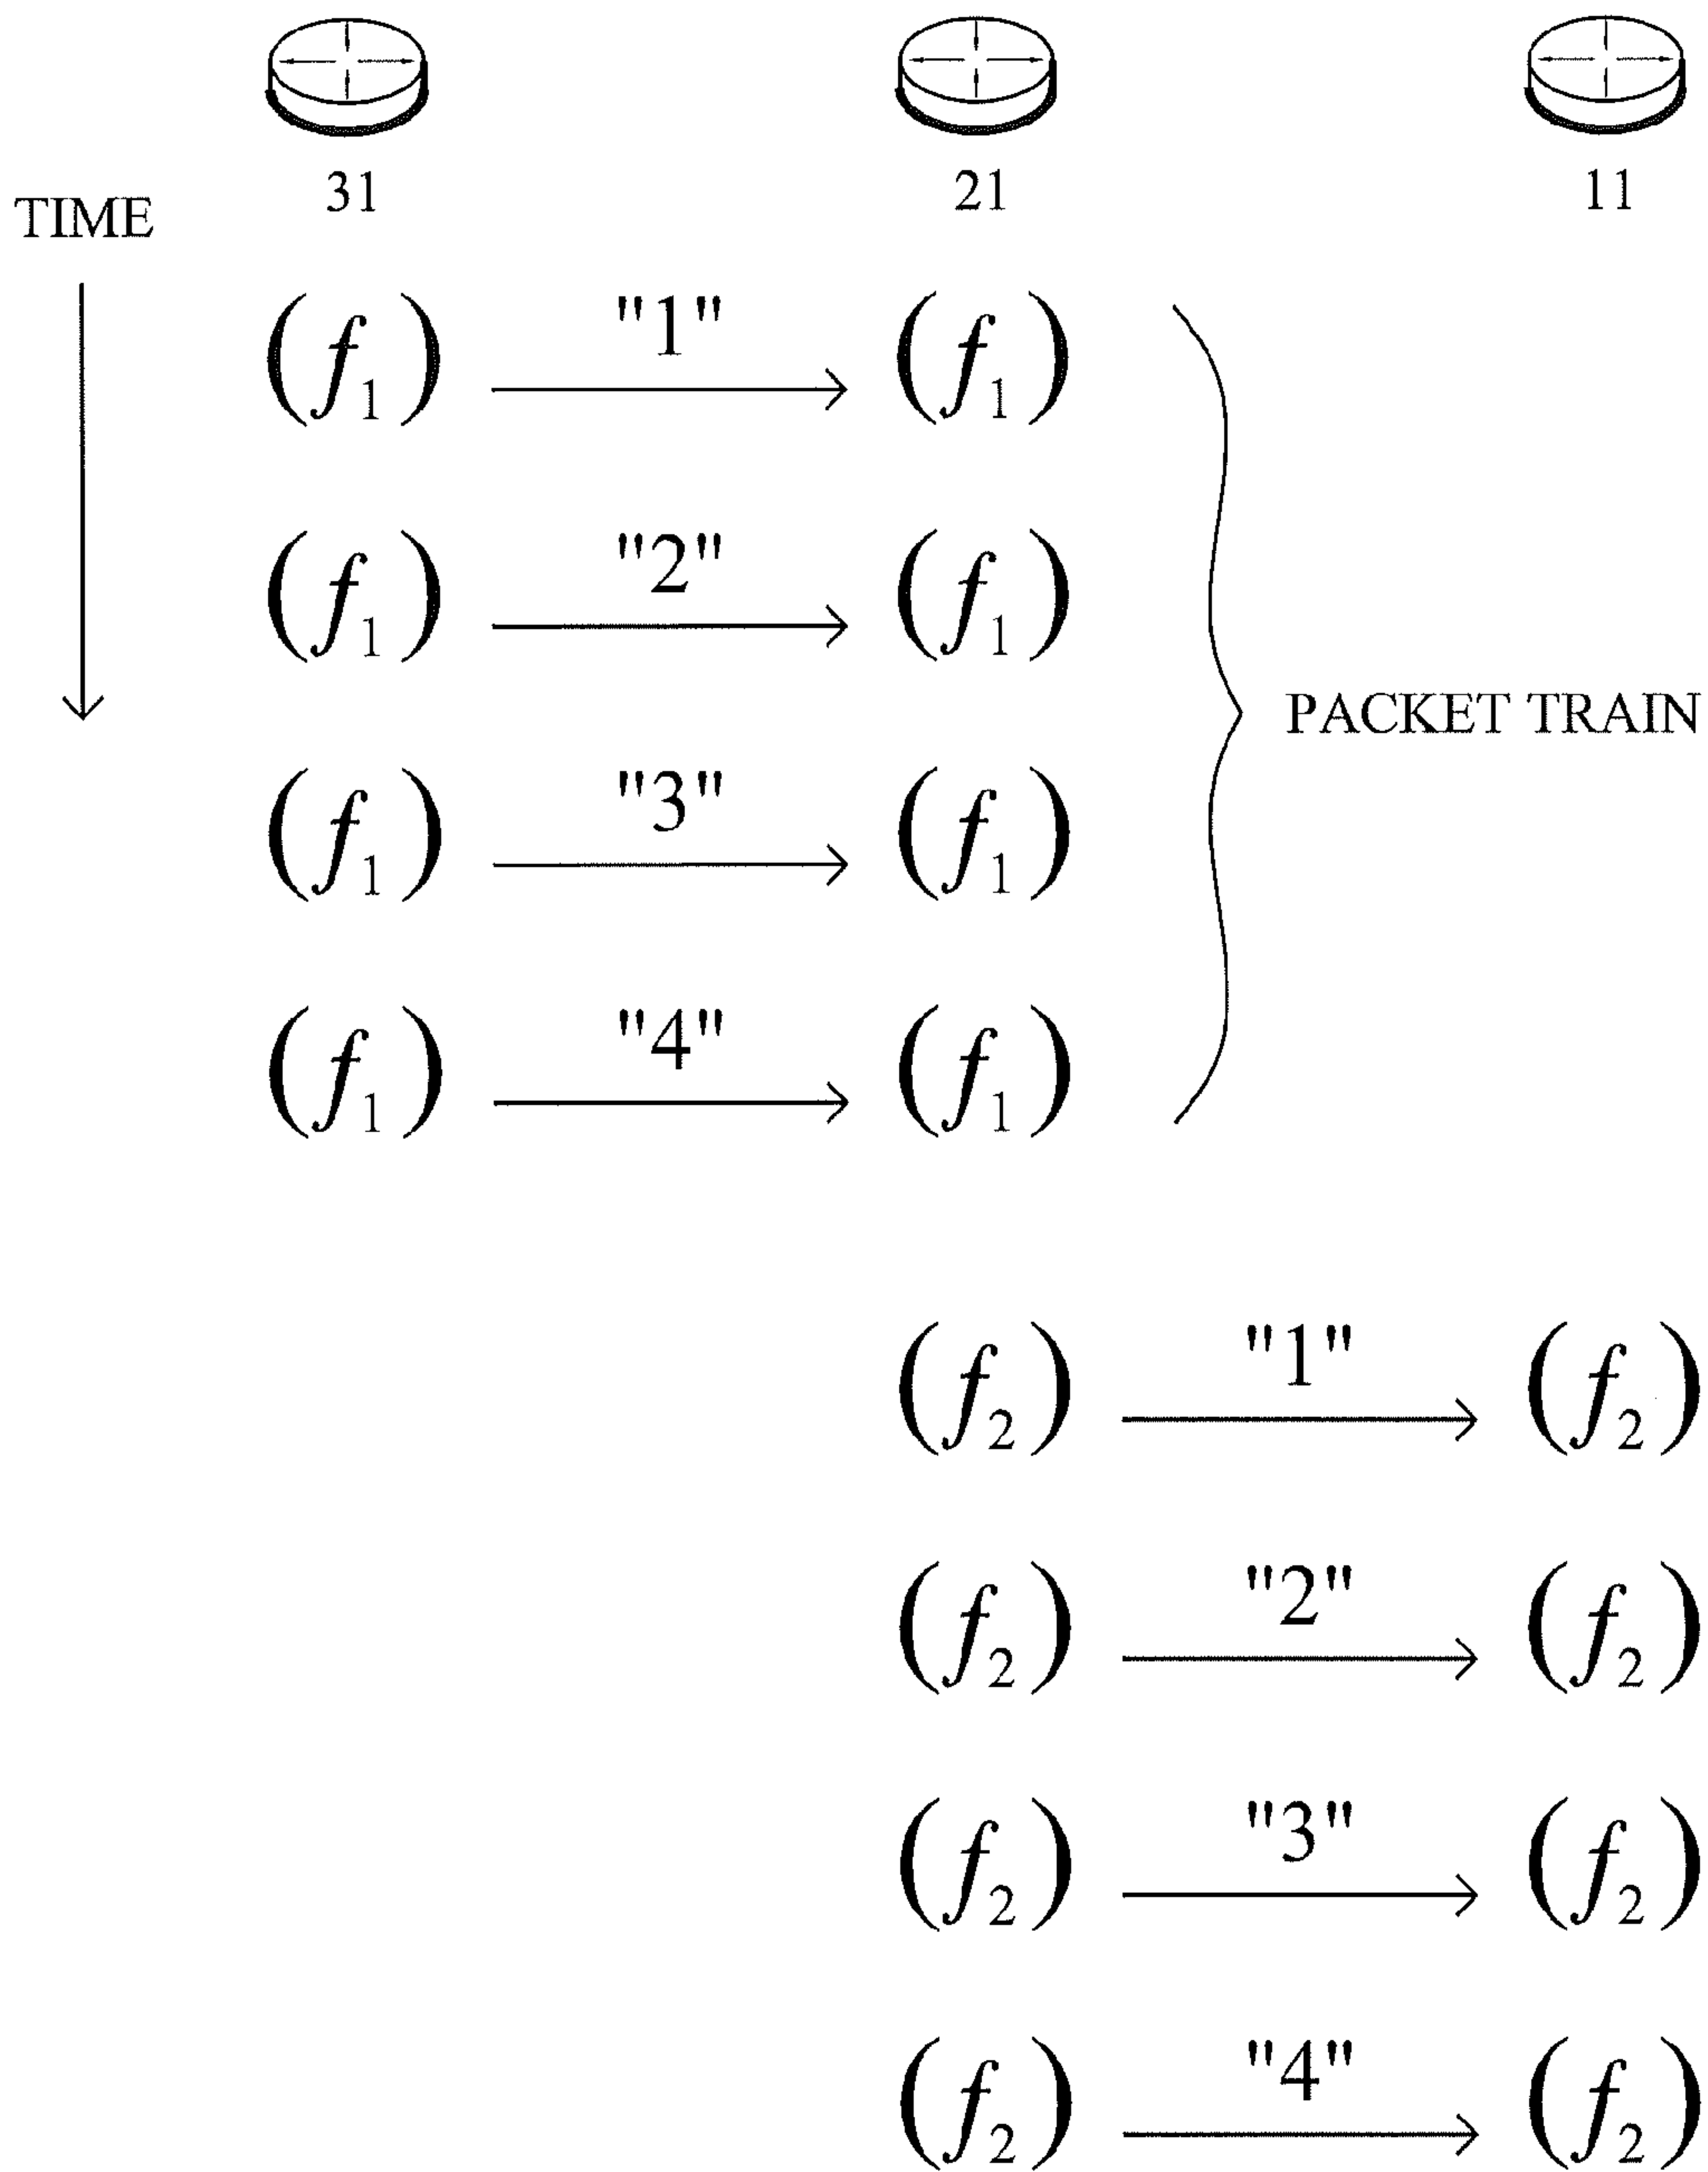 31 21 11
TIME
(f1) "1" (f1)
(f1) "2" (f1)
PACKET TRAIN
(f1) "3" (f1)
(f1) "4" (f1)
(f2) "1" (f2)
(f2) "2" (f2)
(f2) "3" (f2)
(f2) "4" (f2)